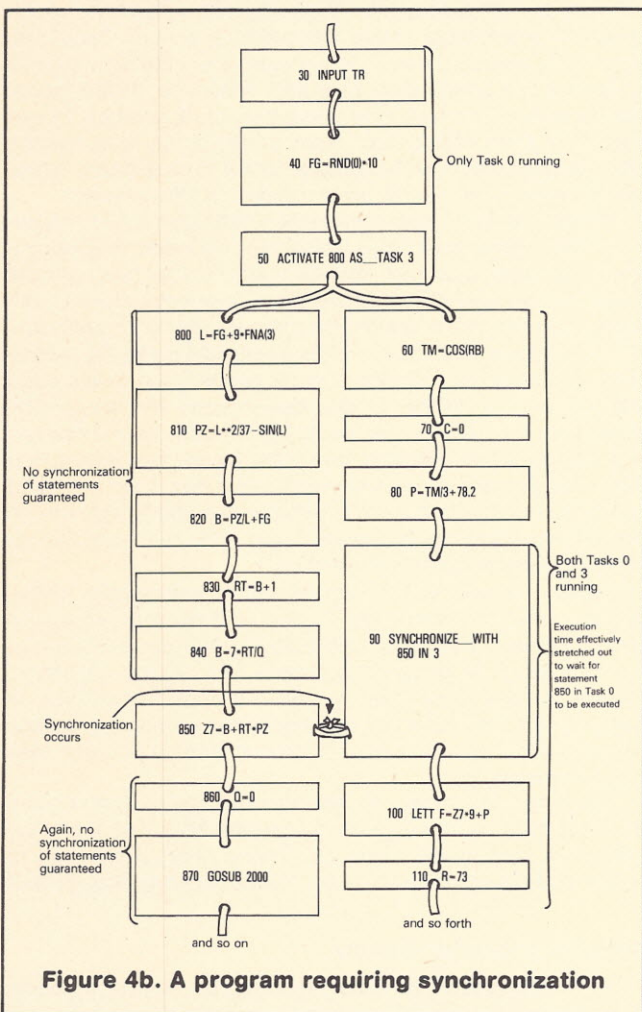 30 INPUT TR
40 FG=RND(0)*10
Only Task 0 running
50 ACTIVATE 800 AS__TASK 3
No synchronization
of statements
guaranteed
800 L=FG+9*FNA(3)
810 PZ=L**2/37-SIN(L)
820 B=PZ/L+FG
830 RT=B+1
840 B=7*RT/Q
Synchronization
occurs
850 Z7=B+RT*PZ
Again, no
synchronization
of statements
guaranteed
860 Q=0
870 GOSUB 2000
and so on
60 TM=COS(RB)
70 C=0
80 P=TM/3+78.2
90 SYNCHRONIZE__WITH
850 IN 3
100 LETT F=Z7*9+P
110 R=73
and so forth
Both Tasks 0
and 3
running
Execution
time effectively
stretched out
to wait for
statement
850 in Task 0
to be executed
Figure 4b. A program requiring synchronization